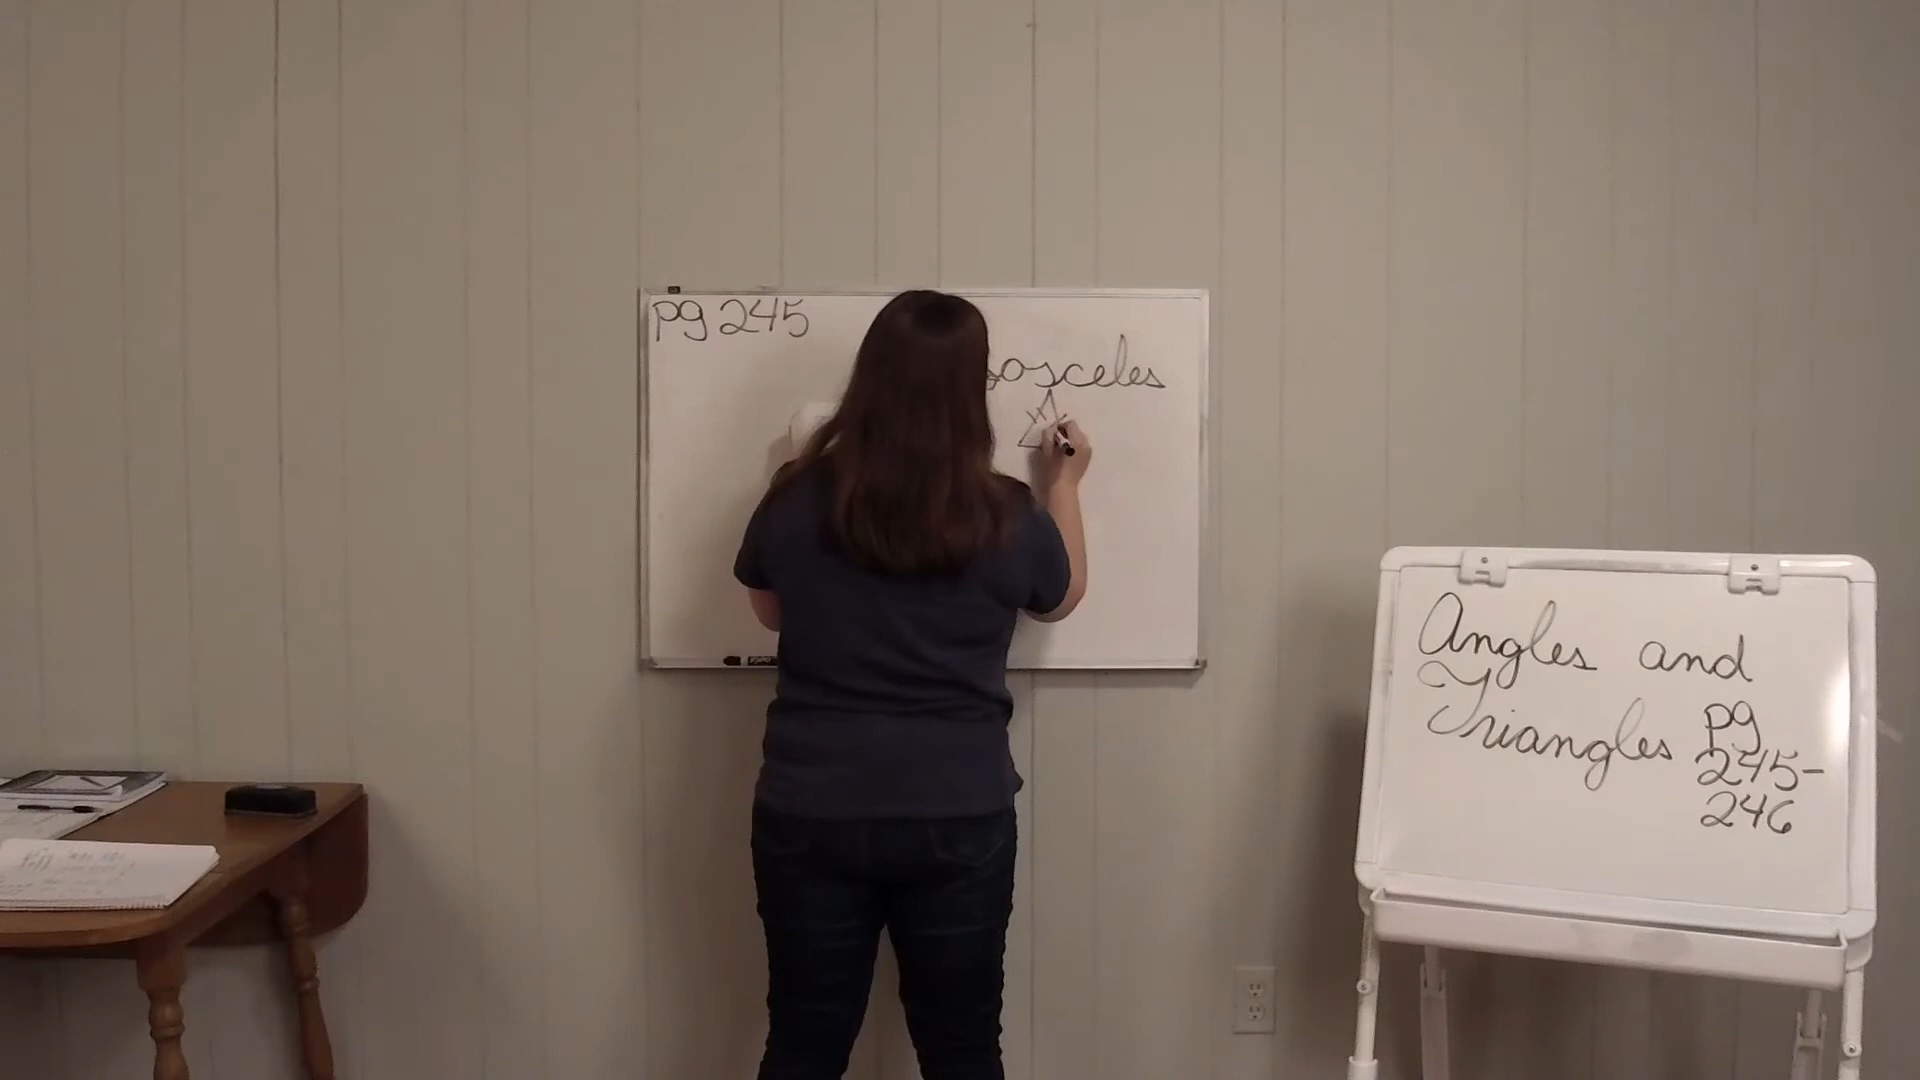 pg 245
osceles
Angles and
Triangles pg
245-
246